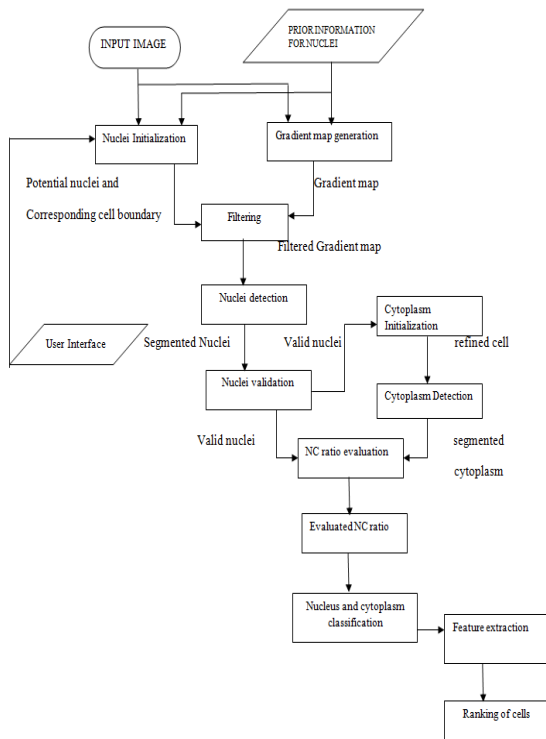 INPUT IMAGE
PRIOR INFORMATION
FOR NUCLEI
Nuclei Initialization
Gradient map generation
Potential nuclei and
Corresponding cell boundary
Gradient map
Filtering
Filtered Gradient map
Nuclei detection
Cytoplasm
Initialization
User Interface
Segmented Nuclei
Valid nuclei
refined cell
Nuclei validation
Cytoplasm Detection
Valid nuclei
NC ratio evaluation
segmented
cytoplasm
Evaluated NC ratio
Nucleus and cytoplasm
classification
Feature extraction
Ranking of cells